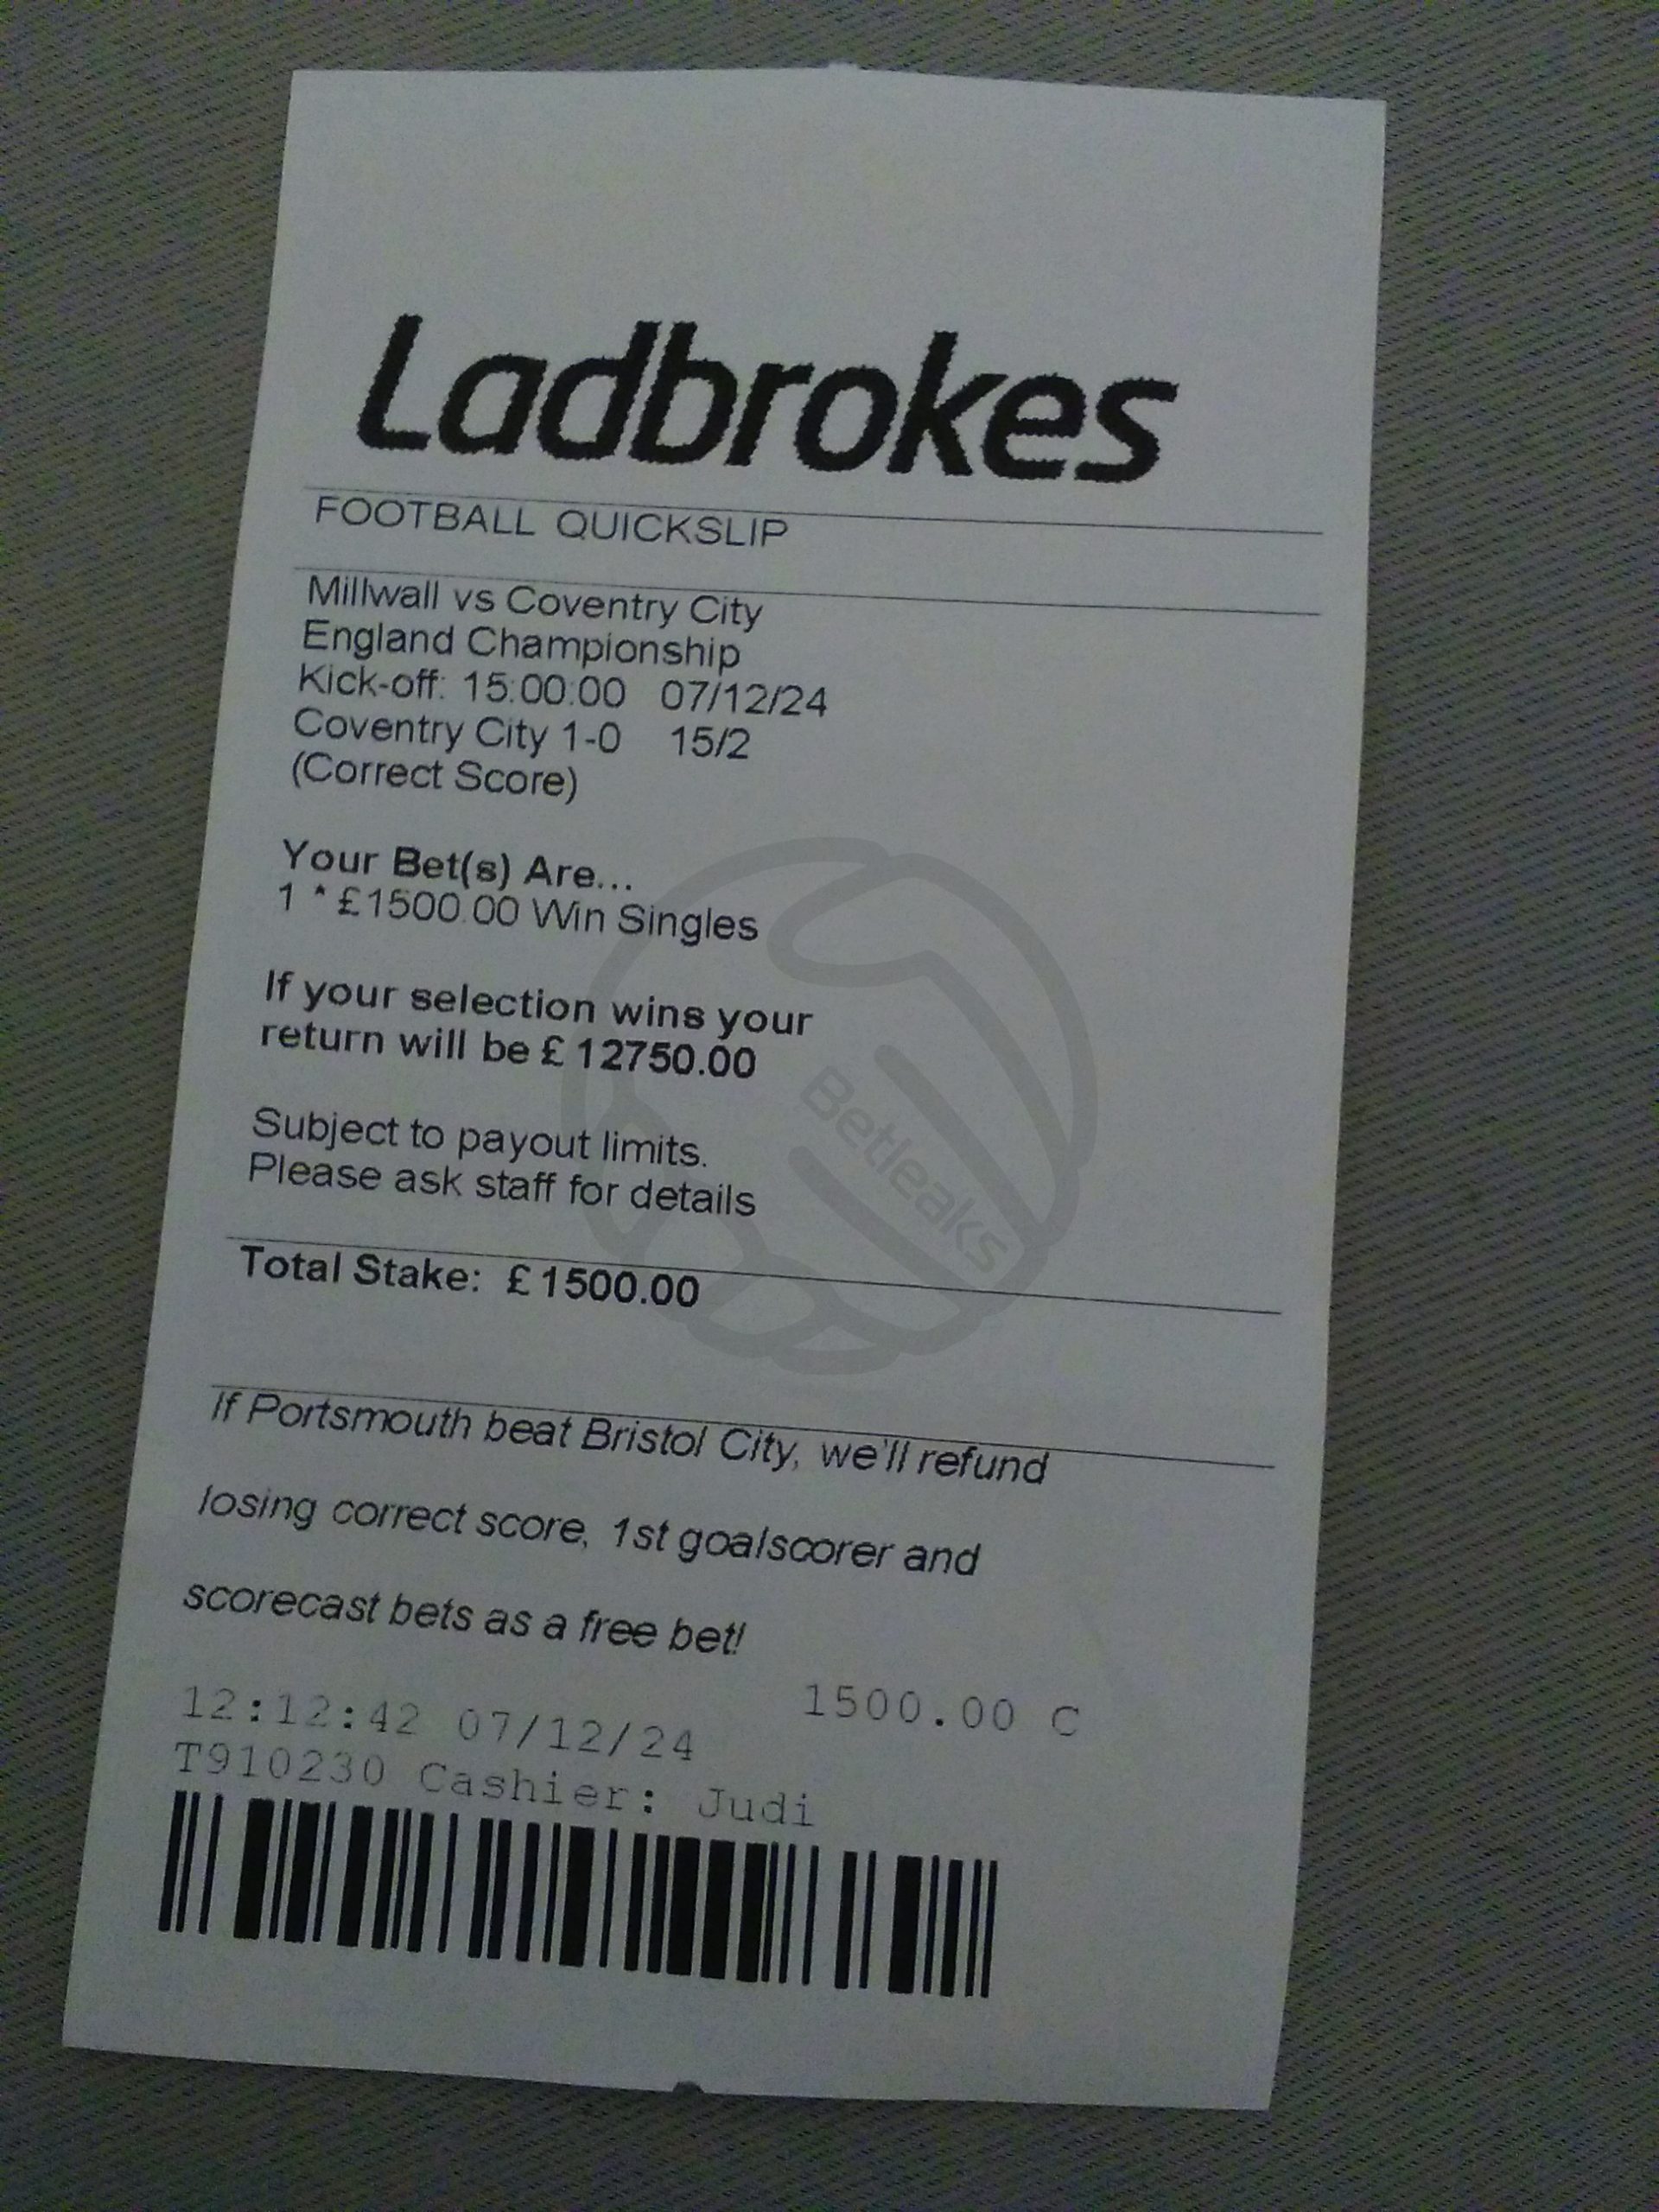 Ladbrokes
FOOTBALL QUICKSLIP
Millwall vs Coventry City
England Championship
Kick-off: 15:00:00 07/12/24
Coventry City 1-0 15/2
(Correct Score)
Your Bet(s) Are...
1 * £1500.00 Win Singles
If your selection wins your
return will be £ 12750.00
Subject to payout limits.
Please ask staff for details
Total Stake: £ 1500.00
If Portsmouth beat Bristol City, we'll refund
losing correct score, 1st goalscorer and
scorecast bets as a free bet!
12:12:42 07/12/24 1500.00 C
T910230 Cashier: Judi
Betleaks